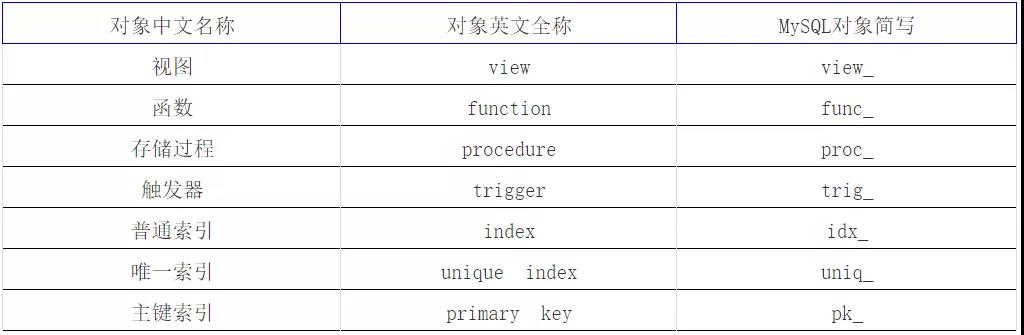 对象中文名称 对象英文全称 MySQL对象简写
视图 view view_
函数 function func_
存储过程 procedure proc_
触发器 trigger trig_
普通索引 index idx_
唯一索引 unique index uniq_
主键索引 primary key pk_